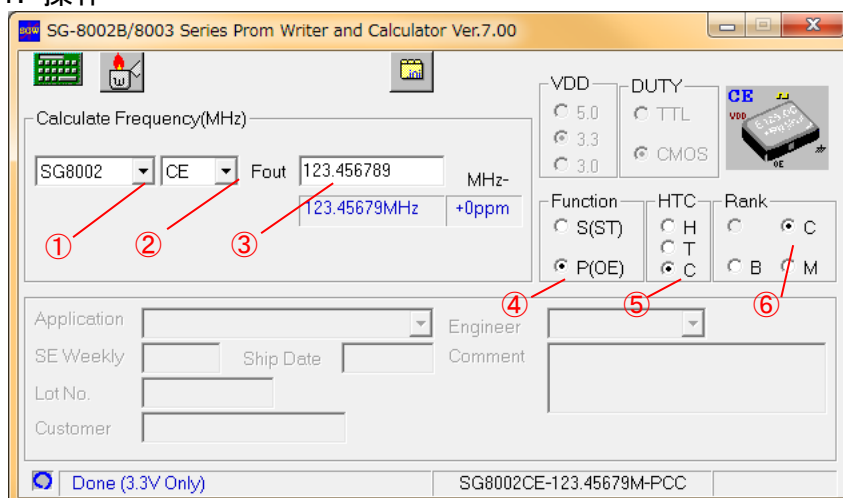 SG-8002B/8003 Series Prom Writer and Calculator Ver.7.00
.ini
W
Calculate Frequency(MHz)
SG8002 CE Fout 123.456789 MHz-
123.45679MHz +0ppm
① ② ③
VDD
5.0
3.3
3.0
DUTY
TTL
CMOS
CE
VDD
OE
Function
S(ST)
P(OE)
④
HTC
H
T
C
⑤
Rank
C
B M
⑥
Application
Engineer
SE Weekly Ship Date
Comment
Lot No.
Customer
Done (3.3V Only) SG8002CE-123.45679M-PCC